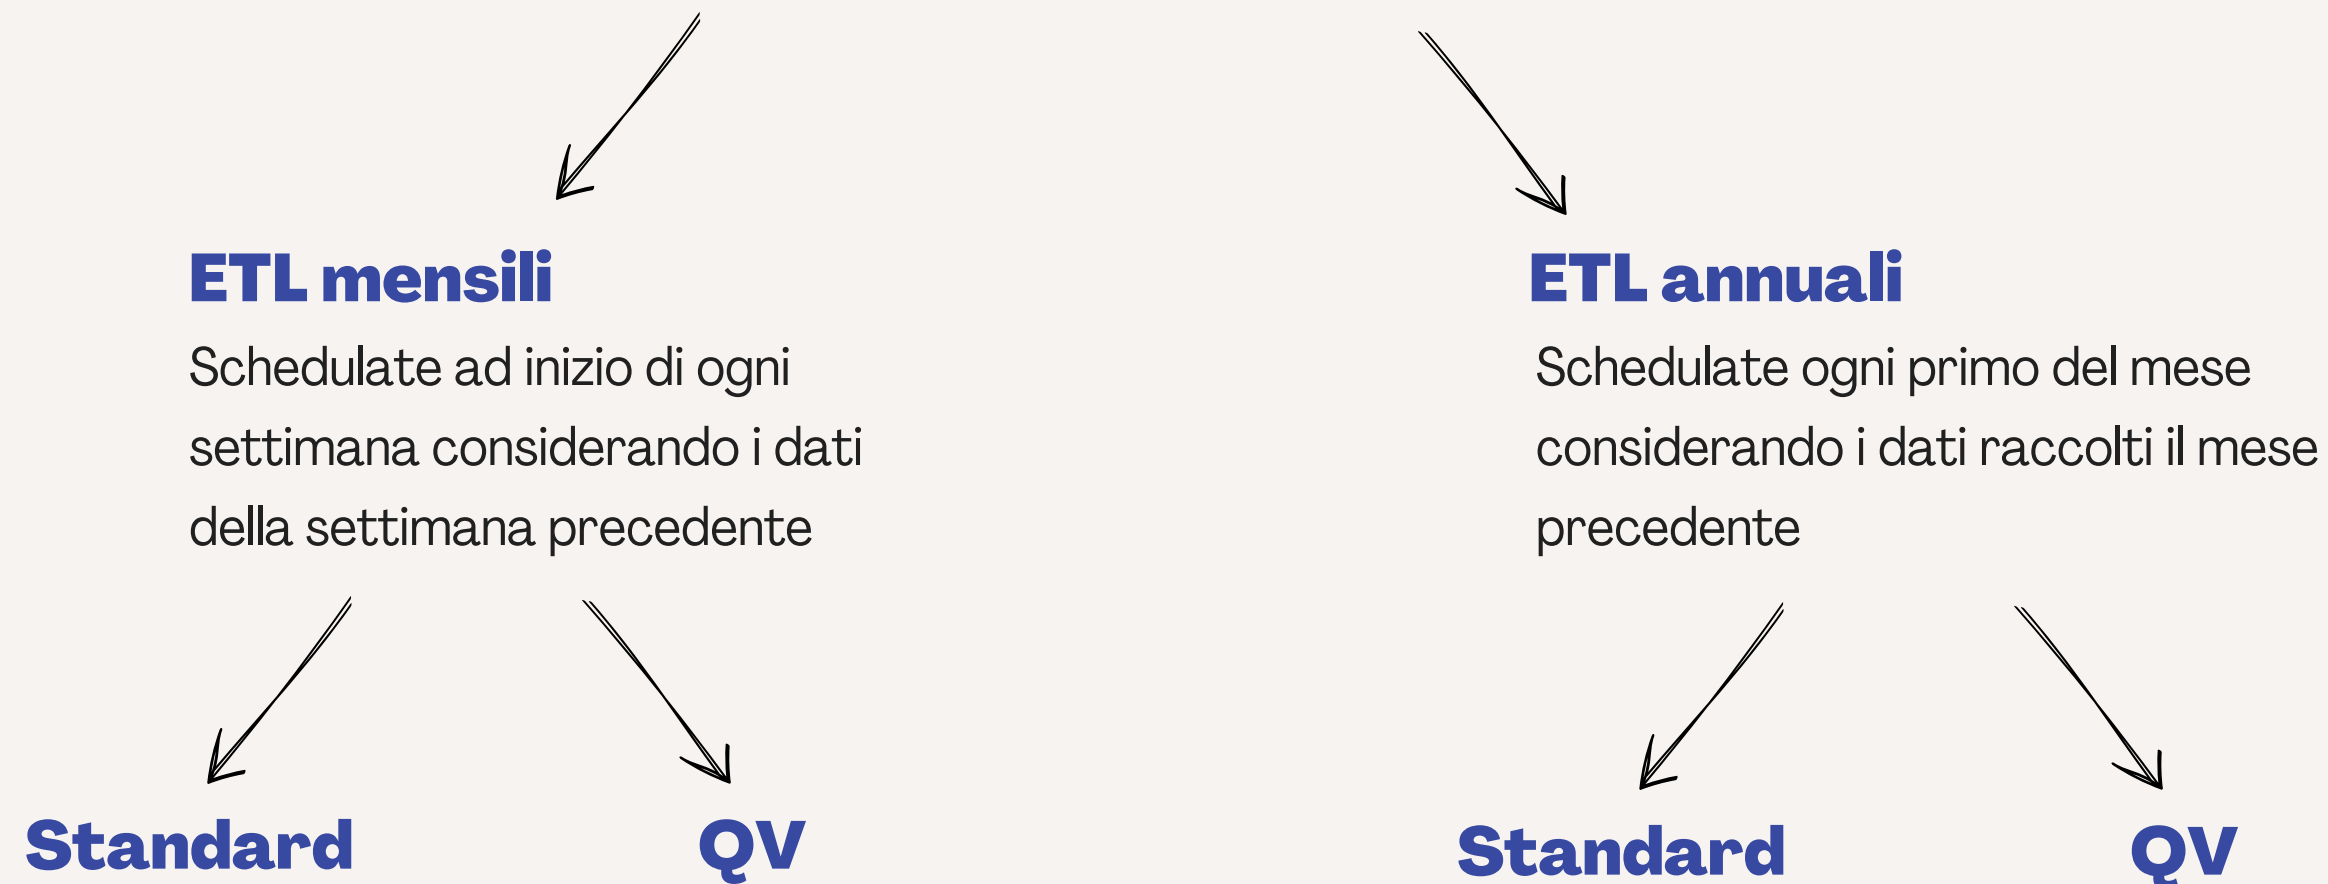 ETL mensili
Schedulate ad inizio di ogni
settimana considerando i dati
della settimana precedente
ETL annuali
Schedulate ogni primo del mese
considerando i dati raccolti il mese
precedente
Standard
QV
Standard
QV